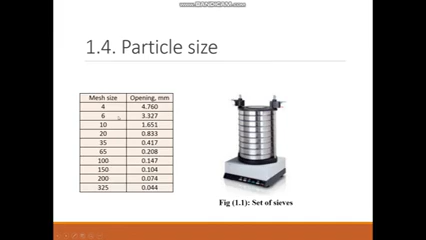 www.BANDICAM.com
1.4. Particle size
Mesh size Opening, mm
4 4.760
6 3.327
10 1.651
20 0.833
35 0.417
65 0.208
100 0.147
150 0.104
200 0.074
325 0.044
Fig (1.1): Set of sieves